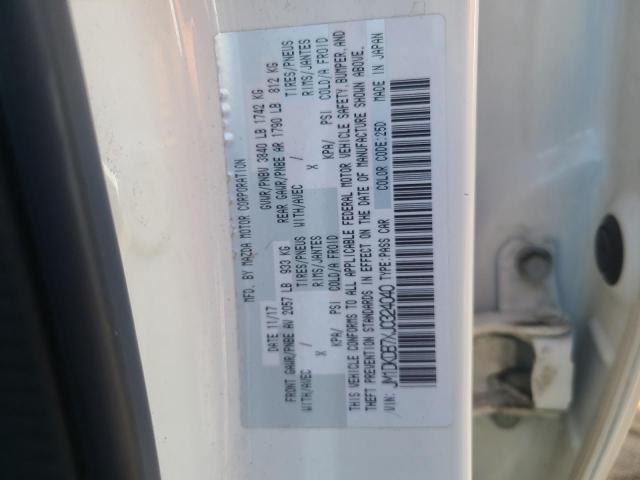 MFD. BY MAZDA MOTOR CORPORATION
DATE 11/17 GVWR/PNBV 3840 LB 1742 KG
FRONT GAWR/PNBE AV 2057 LB 933 KG REAR GAWR/PNBE AR 1790 LB 812 KG
WITH/AVEC / TIRES/PNEUS WITH/AVEC / TIRES/PNEUS
X RIMS/JANTES X RIMS/JANTES
KPA/ PSI COLD/A FROID KPA/ PSI COLD/A FROID
THIS VEHICLE CONFORMS TO ALL APPLICABLE FEDERAL MOTOR VEHICLE SAFETY, BUMPER, AND
THEFT PREVENTION STANDARDS IN EFFECT ON THE DATE OF MANUFACTURE SHOWN ABOVE.
VIN: TYPE:PASS CAR COLOR CODE:25D MADE IN JAPAN